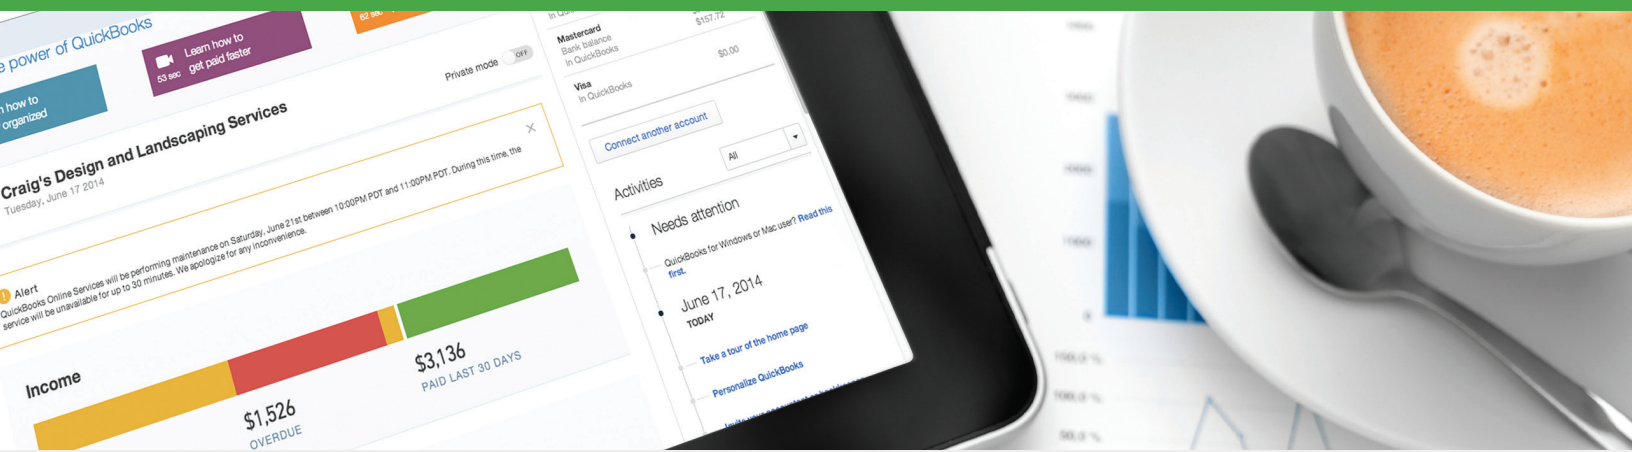 power of QuickBooks
how to
organized
53 sec
Learn how to
get paid faster
62 sec
Private mode
OFF
Craig's Design and Landscaping Services
Tuesday, June 17 2014
Alert
QuickBooks Online Services will be performing maintenance on Saturday, June 21st between 10:00PM PDT and 11:00PM PDT. During this time, the
service will be unavailable for up to 30 minutes. We apologize for any inconvenience.
Income
$1,526
OVERDUE
$3,136
PAID LAST 30 DAYS
$157.72
Mastercard
Bank balance
In QuickBooks
Visa
In QuickBooks
$0.00
Connect another account
All
Activities
Needs attention
QuickBooks for Windows or Mac user? Read this
first.
June 17, 2014
TODAY
Take a tour of the home page
Personalize QuickBooks
0